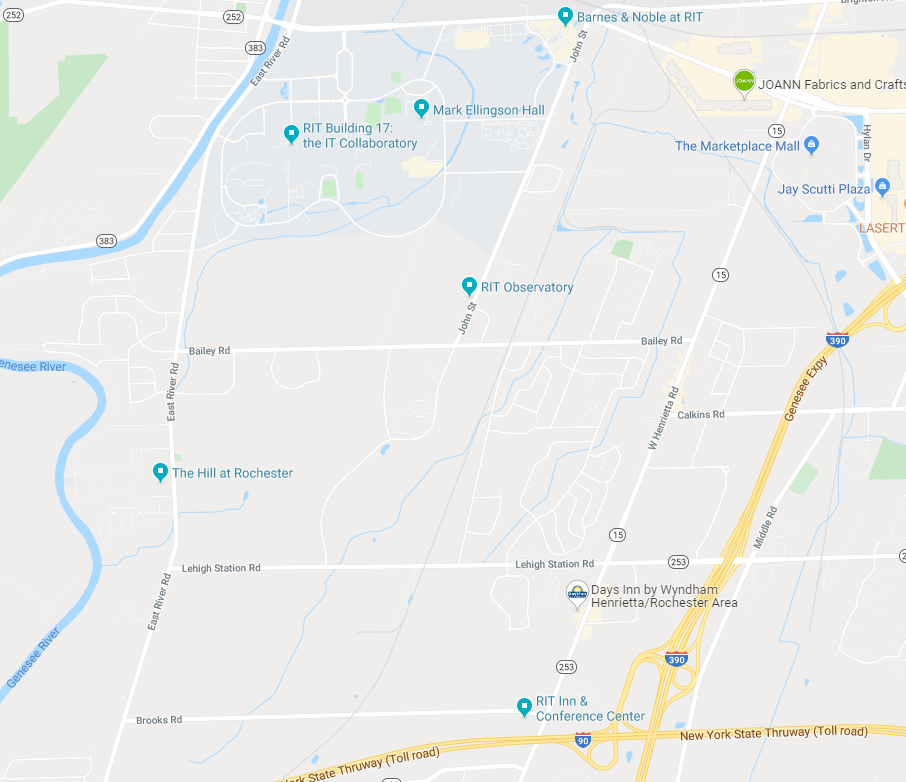 252
252
Barnes & Noble at RIT
Brighton
383
East River Rd
John St
JOANN
JOANN Fabrics and Crafts
Mark Ellingson Hall
RIT Building 17:
the IT Collaboratory
15
Hylan Dr
The Marketplace Mall
Jay Scutti Plaza
LASERT
383
15
RIT Observatory
John St
390
Bailey Rd
Bailey Rd
enesee River
East River Rd
Genesee Expy
W Henrietta Rd
Calkins Rd
The Hill at Rochester
Middle Rd
15
Lehigh Station Rd
Lehigh Station Rd
253
2
East River Rd
Days Inn by Wyndham
Henrietta/Rochester Area
Genesee River
253
390
RIT Inn &
Conference Center
Brooks Rd
90
New York State Thruway (Toll road)
York State Thruway (Toll road)